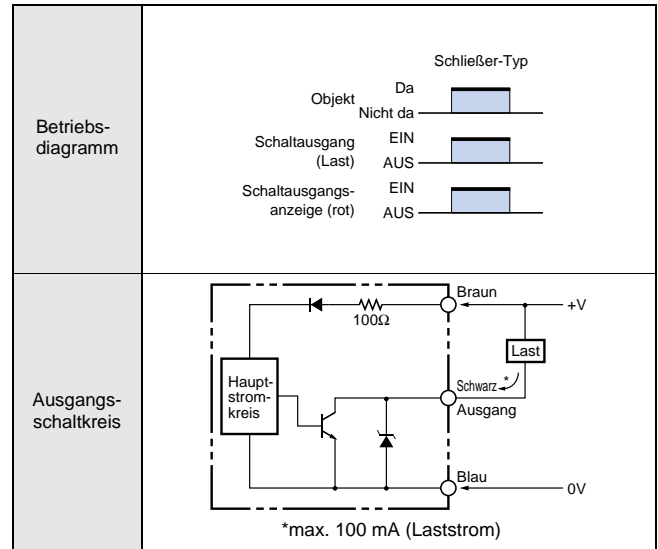 Betriebs-
diagramm
Schließer-Typ
Objekt
Da
Nicht da
Schaltausgang
(Last)
EIN
AUS
Schaltausgangs-
anzeige (rot)
EIN
AUS
Ausgangs-
schaltkreis
Braun
+V
100Ω
Last
Haupt-
strom-
kreis
Schwarz
*
Ausgang
Blau
0V
*max. 100 mA (Laststrom)